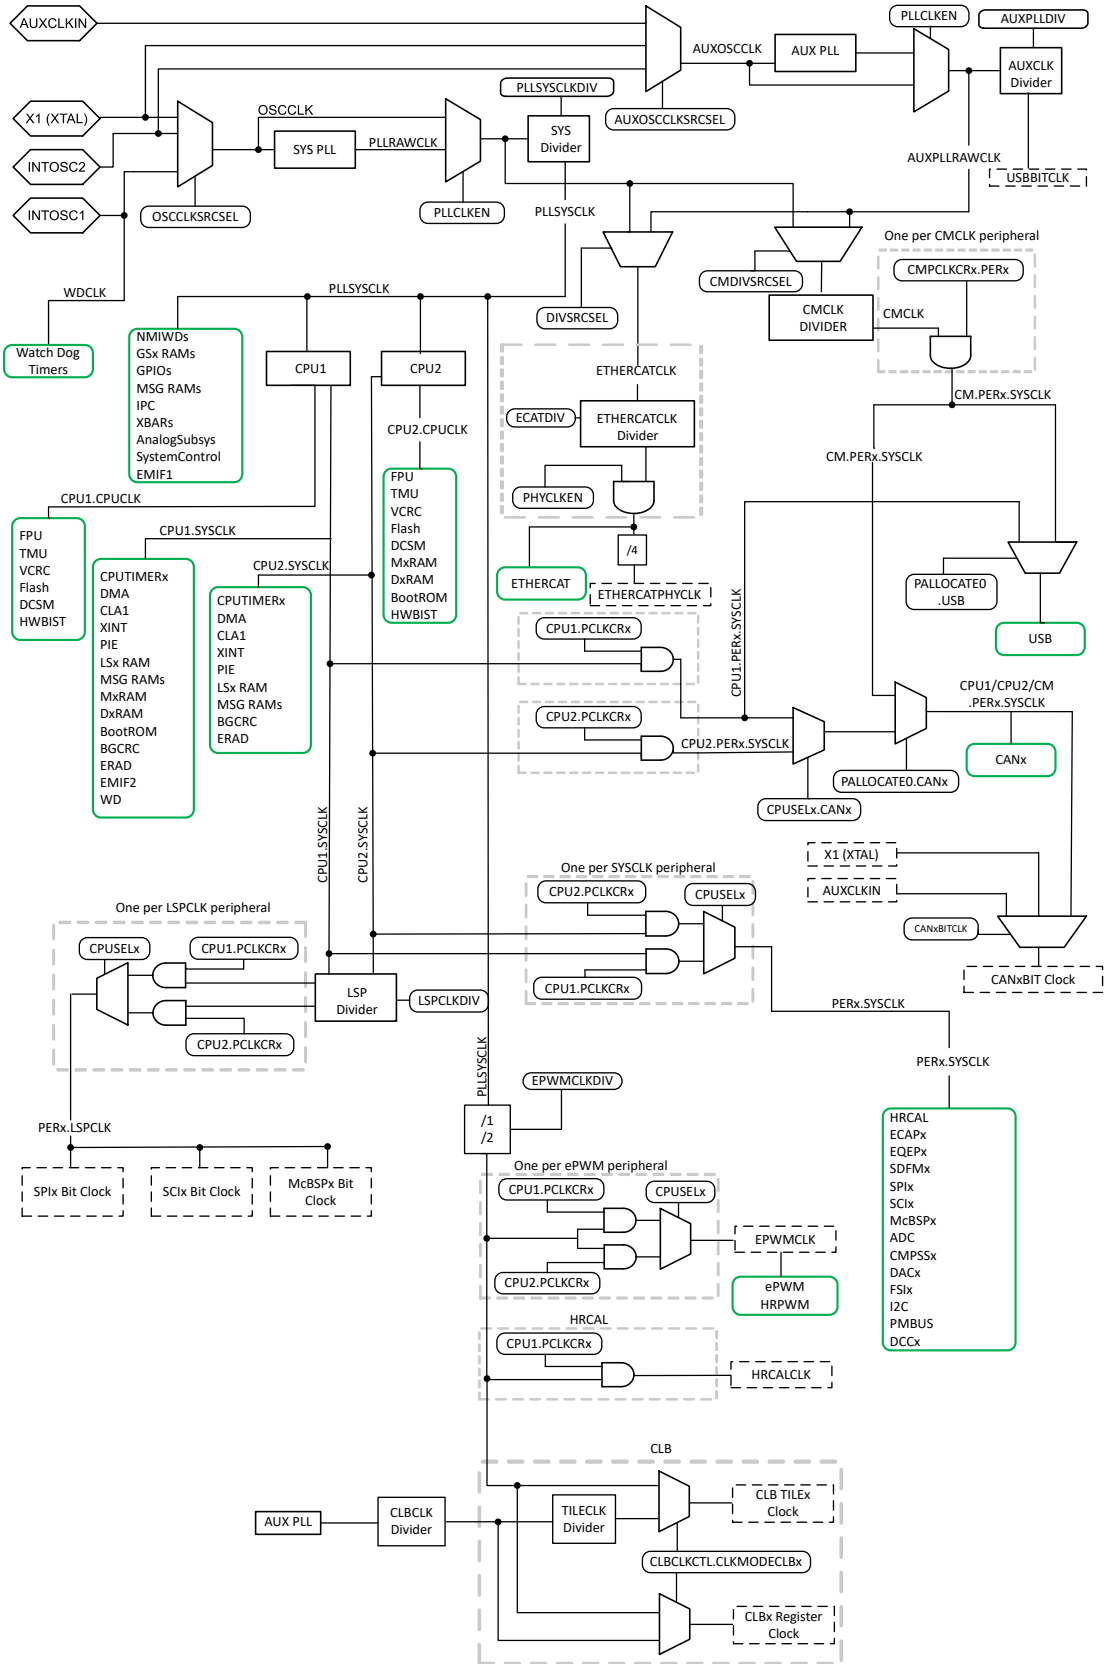 AUXCLKIN
PLLCLKEN
AUXPLLDIV
AUXOSCCLK
AUX PLL
AUXCLK
Divider
PLLSYSCLKDIV
X1 (XTAL)
OSCCLK
AUXOSCCLKSRCSEL
SYS
Divider
SYS PLL
PLLRAWCLK
INTOSC2
AUXPLLRAWCLK
USBBITCLK
INTOSC1
OSCCLKSRCSEL
PLLCLKEN
PLLSYSCLK
One per CMCLK peripheral
CMPCLKCRx.PERx
CMDIVSRCSEL
WDCLK
PLLSYSCLK
DIVSRCSEL
CMCLK
DIVIDER
CMCLK
Watch Dog
Timers
NMIWDs
GSx RAMs
GPIOs
MSG RAMs
IPC
XBARs
AnalogSubsys
SystemControl
EMIF1
CPU1
CPU2
ETHERCATCLK
CM.PERx.SYSCLK
ECATDIV
ETHERCATCLK
Divider
CPU2.CPUCLK
CM.PERx.SYSCLK
FPU
TMU
VCRC
Flash
DCSM
MxRAM
DxRAM
BootROM
HWBIST
PHYCLKEN
CPU1.CPUCLK
FPU
TMU
VCRC
Flash
DCSM
HWBIST
CPU1.SYSCLK
CPUTIMERx
DMA
CLA1
XINT
PIE
LSx RAM
MSG RAMs
MxRAM
DxRAM
BootROM
BGCRC
ERAD
EMIF2
WD
CPU2.SYSCLK
CPUTIMERx
DMA
CLA1
XINT
PIE
LSx RAM
MSG RAMs
BGCRC
ERAD
/4
ETHERCAT
ETHERCATPHYCLK
PALLOCATE0
.USB
USB
CPU1.PCLKCRx
CPU1.PERx.SYSCLK
CPU2.PCLKCRx
CPU2.PERx.SYSCLK
CPU1/CPU2/CM
.PERx.SYSCLK
CANx
PALLOCATE0.CANx
CPUSELx.CANx
CPU1.SYSCLK
CPU2.SYSCLK
X1 (XTAL)
AUXCLKIN
CANxBITCLK
CANxBIT Clock
One per SYSCLK peripheral
CPU2.PCLKCRx
CPUSELx
CPU1.PCLKCRx
One per LSPCLK peripheral
CPUSELx
CPU1.PCLKCRx
CPU2.PCLKCRx
LSP
Divider
LSPCLKDIV
PERx.SYSCLK
PERx.SYSCLK
PLLSYSCLK
EPWMCLKDIV
/1
/2
PERx.LSPCLK
SPIx Bit Clock
SCIx Bit Clock
McBSPx Bit
Clock
HRCAL
ECAPx
EQEPx
SDFMx
SPIx
SCIx
McBSPx
ADC
CMPSSx
DACx
FSIx
I2C
PMBUS
DCCx
One per ePWM peripheral
CPU1.PCLKCRx
CPUSELx
CPU2.PCLKCRx
EPWMCLK
ePWM
HRPWM
HRCAL
CPU1.PCLKCRx
HRCALCLK
CLB
AUX PLL
CLBCLK
Divider
TILECLK
Divider
CLB TILEx
Clock
CLBCLKCTL.CLKMODECLBx
CLBx Register
Clock